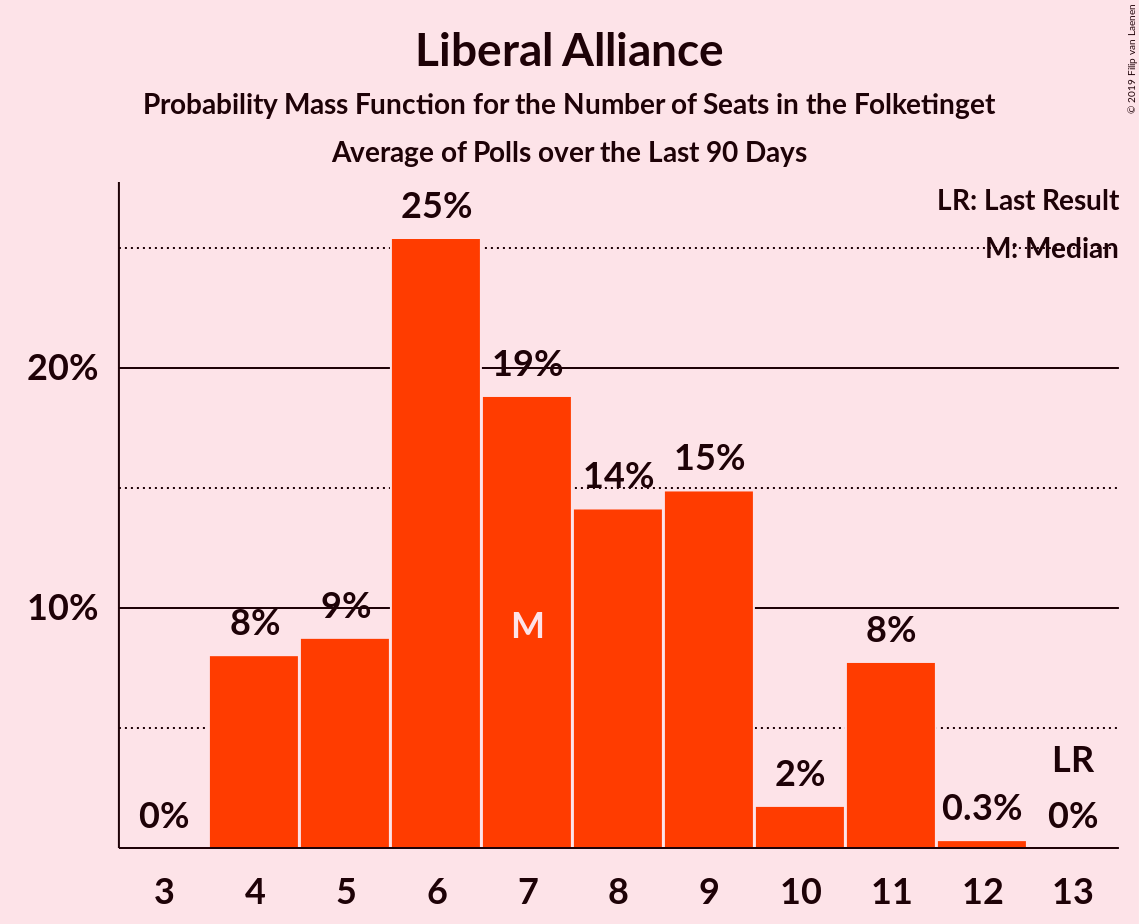 Liberal Alliance
Probability Mass Function for the Number of Seats in the Folketinget
Average of Polls over the Last 90 Days
© 2019 Filip van Laenen
LR: Last Result
M: Median
25%
20%
19%
15%
14%
10%
9%
8%
8%
M
2%
LR
0.3%
0%
0%
3 4 5 6 7 8 9 10 11 12 13